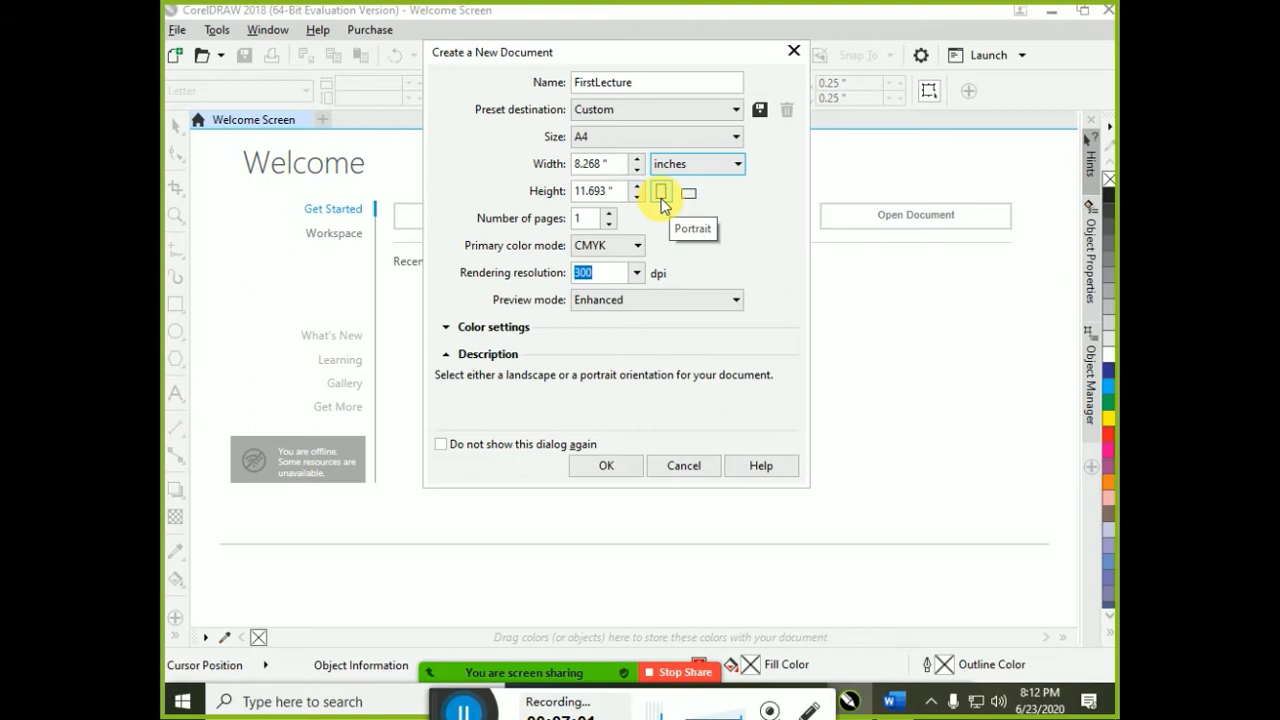 CorelDRAW 2018 (64-Bit Evaluation Version) - Welcome Screen
File Tools Window Help Purchase
Snap To Launch
Letter
0.25 "
0.25 "
Create a New Document
Name: FirstLecture
Preset destination: Custom
Size: A4
Width: 8.268 " inches
Height: 11.693 "
Portrait
Number of pages: 1
Primary color mode: CMYK
Rendering resolution: 300 dpi
Preview mode: Enhanced
Color settings
Description
Select either a landscape or a portrait orientation for your document.
Do not show this dialog again
OK Cancel Help
Welcome Screen
Welcome
Get Started
Workspace
Open Document
Recen
What's New
Learning
Gallery
Get More
You are offline.
Some resources are
unavailable.
Hints
Object Properties
Object Manager
Drag colors (or objects) here to store these colors with your document
Cursor Position Object Information Fill Color Outline Color
You are screen sharing Stop Share
Type here to search
Recording...
00:07:01
8:12 PM
6/23/2020